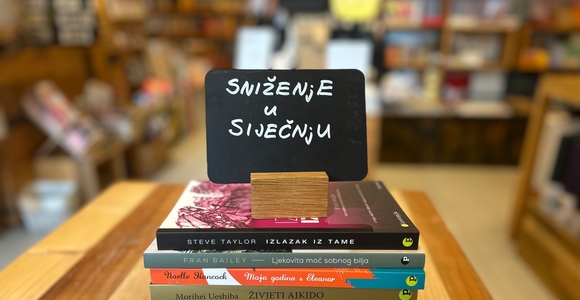 SNIŽENjE
U
SIJEČNjU
STEVE TAYLOR IZLAZAK IZ TAME
FRAN BAILEY — Ljekovita moć sobnog bilja
Noelle Hancock Moja godina s Eleanor
Morihei Ueshiba ŽIVJETI AIKIDO